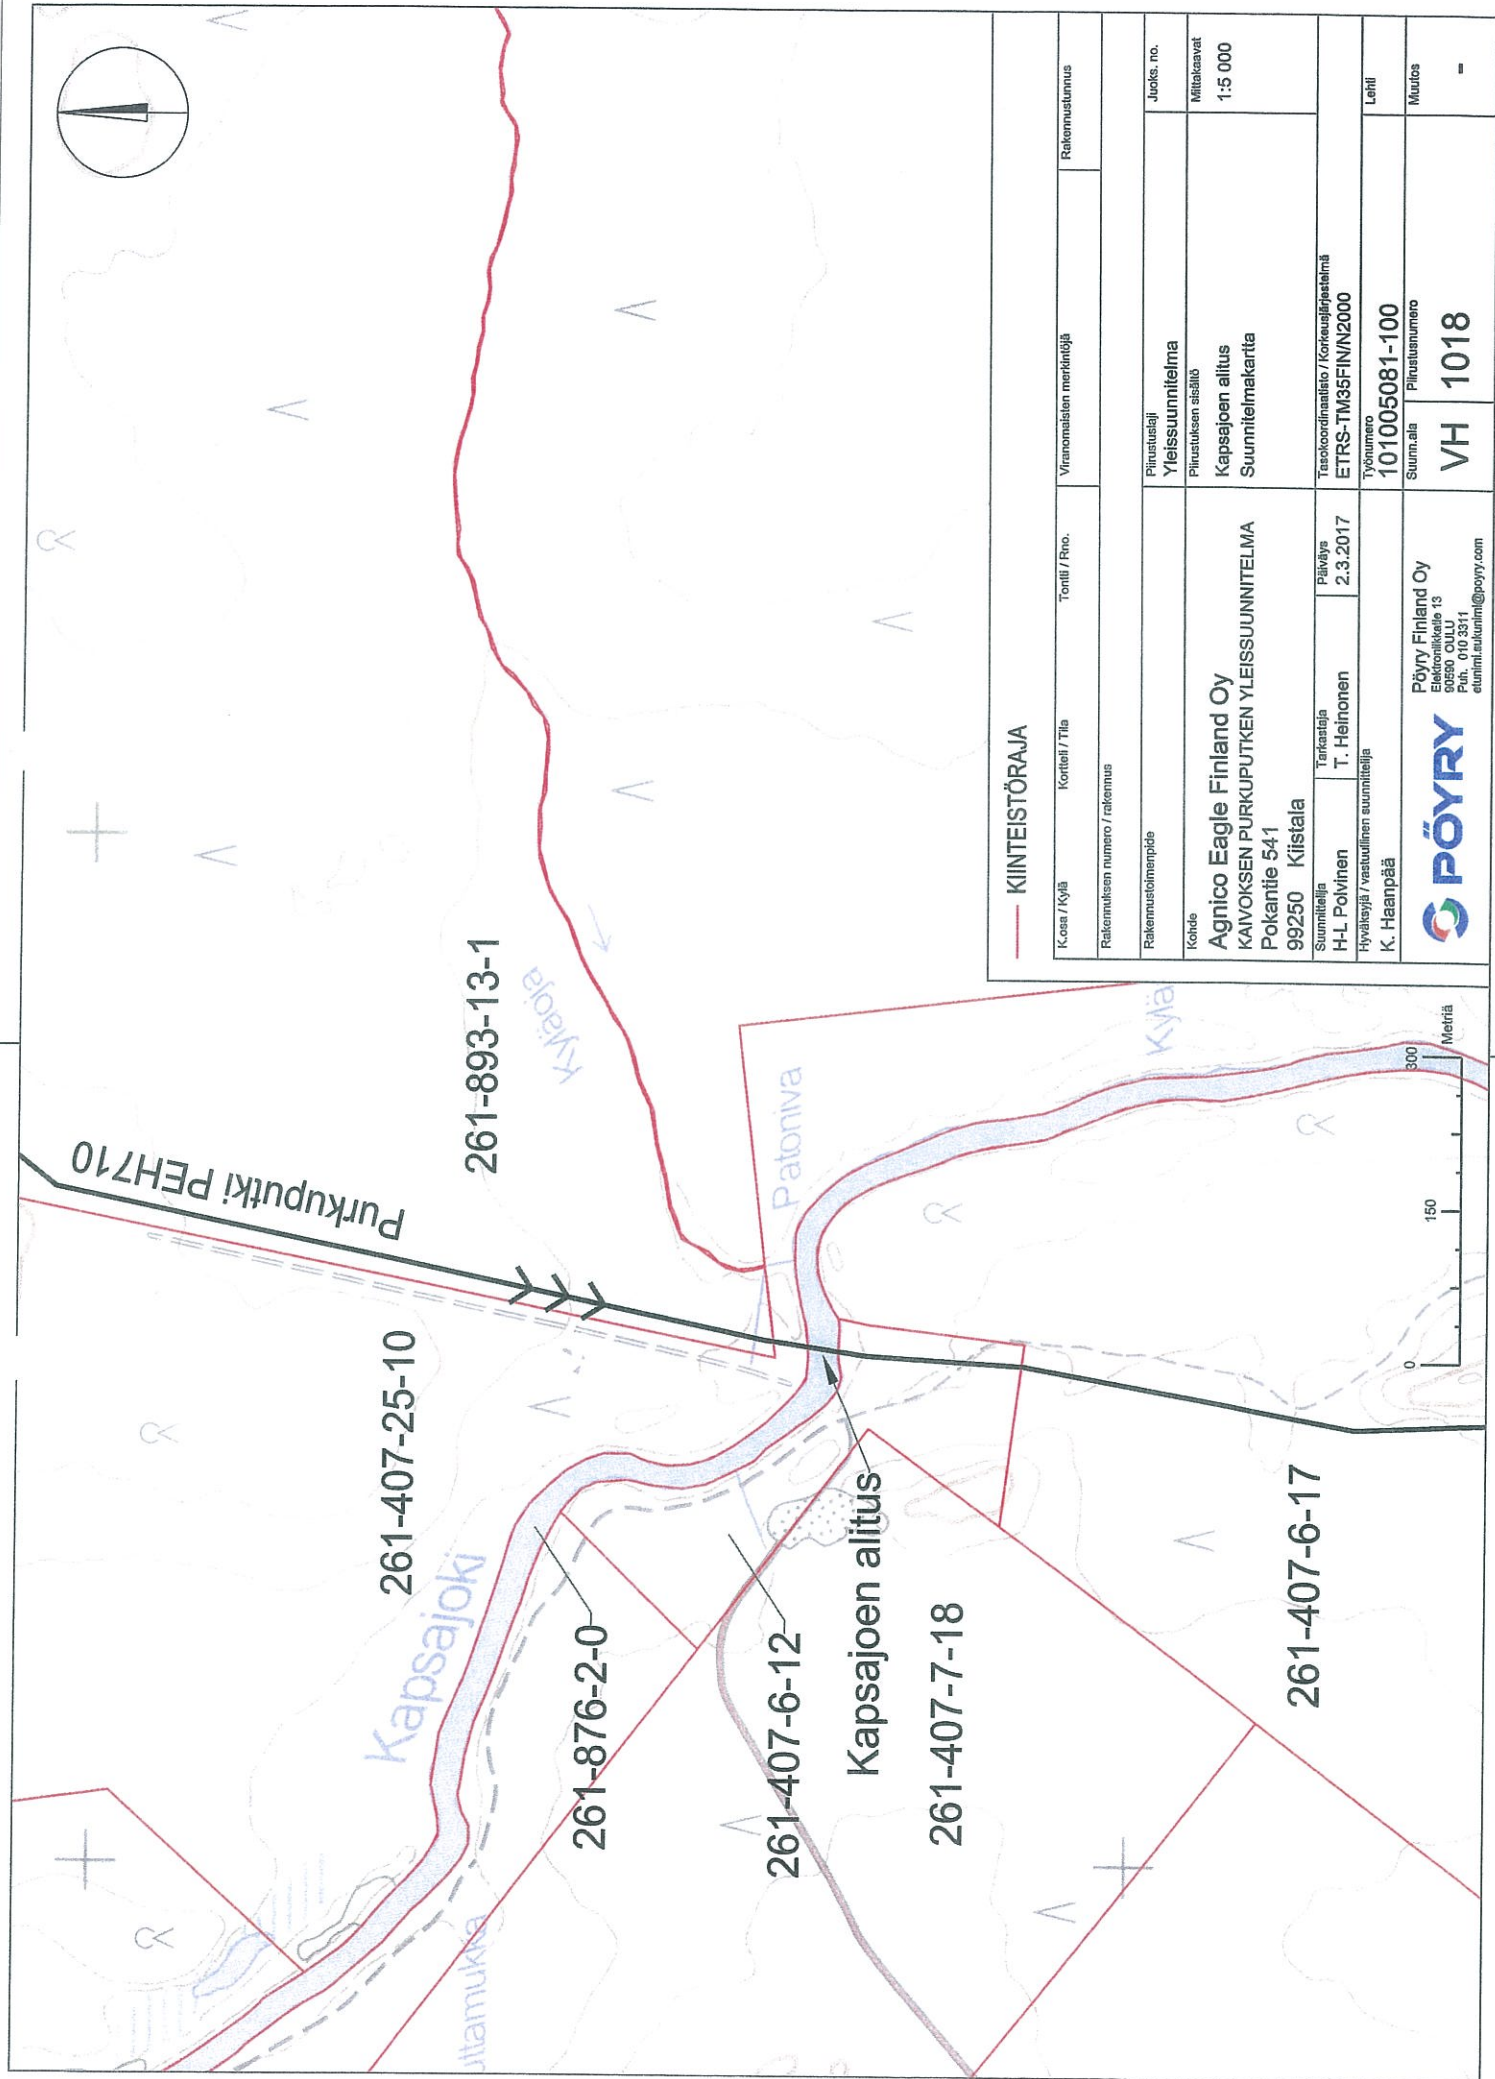 Purkuputki PEH710
261-893-13-1
261-407-25-10
Kapsajoki
Kyläoja
Patoniva
Kylä
261-876-2-0
261-407-6-12
Kapsajoen alitus
261-407-7-18
261-407-6-17
ultamukka
0
150
300
Metriä
KIINTEISTÖRAJA
K.osa / Kylä
Kortteli / Tila
Tontti / Rno.
Viranomaisten merkintöjä
Rakennustunnus
Rakennuksen numero / rakennus
Rakennustoimenpide
Piirustuslaji
Yleissuunnitelma
Juoks. no.
Kohde
Agnico Eagle Finland Oy
KAIVOKSEN PURKUPUTKEN YLEISSUUNNITELMA
Pokantie 541
99250 Kiistala
Piirustuksen sisältö
Kapsajoen alitus
Suunnitelmakartta
Mittakaavat
1:5 000
Suunnittelija
H-L Polvinen
Tarkastaja
T. Heinonen
Päiväys
2.3.2017
Tasokoordinaatisto / Korkeusjärjestelmä
ETRS-TM35FIN/N2000
Hyväksyjä / vastuullinen suunnittelija
K. Haanpää
Työnumero
101005081-100
Lehti
PÖYRY
Pöyry Finland Oy
Elektroniikkatie 13
90590 OULU
Puh. 010 3311
etunimi.sukunimi@poyry.com
Suunn.ala
VH
Piirustusnumero
1018
Muutos
-